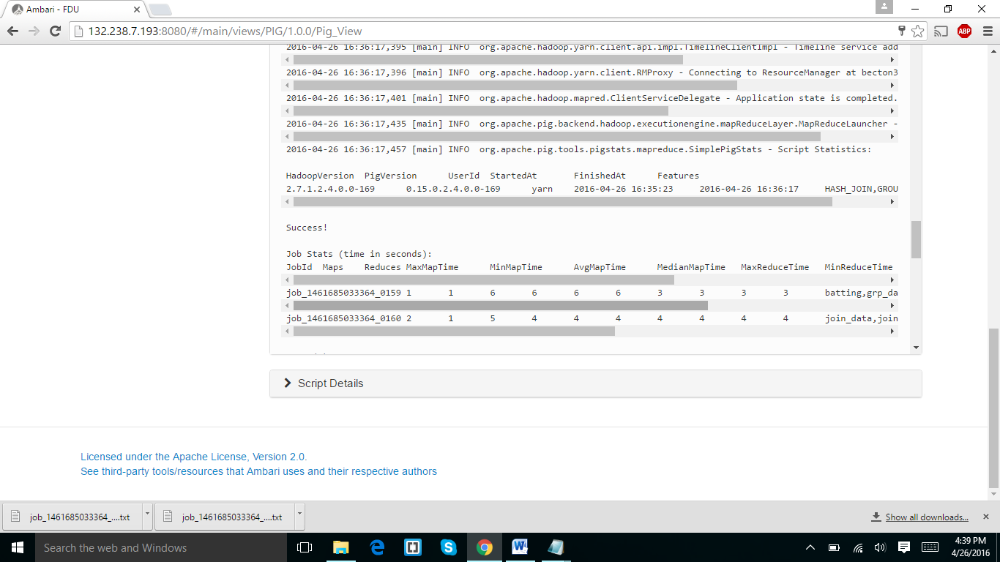 Ambari - FDU
132.238.7.193:8080/#/main/views/PIG/1.0.0/Pig_View
ABP
2016-04-26 16:36:17,395 [main] INFO  org.apache.hadoop.yarn.client.api.impl.TimelineClientImpl - Timeline service add
2016-04-26 16:36:17,396 [main] INFO  org.apache.hadoop.yarn.client.RMProxy - Connecting to ResourceManager at becton3
2016-04-26 16:36:17,401 [main] INFO  org.apache.hadoop.mapred.ClientServiceDelegate - Application state is completed.
2016-04-26 16:36:17,435 [main] INFO  org.apache.pig.backend.hadoop.executionengine.mapReduceLayer.MapReduceLauncher -
2016-04-26 16:36:17,457 [main] INFO  org.apache.pig.tools.pigstats.mapreduce.SimplePigStats - Script Statistics:
HadoopVersion  PigVersion      UserId  StartedAt       FinishedAt      Features
2.7.1.2.4.0.0-169      0.15.0.2.4.0.0-169      yarn    2016-04-26 16:35:23     2016-04-26 16:36:17     HASH_JOIN,GROU
Success!
Job Stats (time in seconds):
JobId  Maps    Reduces MaxMapTime      MinMapTime      AvgMapTime      MedianMapTime   MaxReduceTime   MinReduceTime
job_1461685033364_0159 1       1       6       6       6       6       3       3       3       3       batting,grp_da
job_1461685033364_0160 2       1       5       4       4       4       4       4       4       4       join_data,join
Script Details
Licensed under the Apache License, Version 2.0.
See third-party tools/resources that Ambari uses and their respective authors
job_1461685033364_....txt
job_1461685033364_....txt
Show all downloads...
Search the web and Windows
4:39 PM
4/26/2016